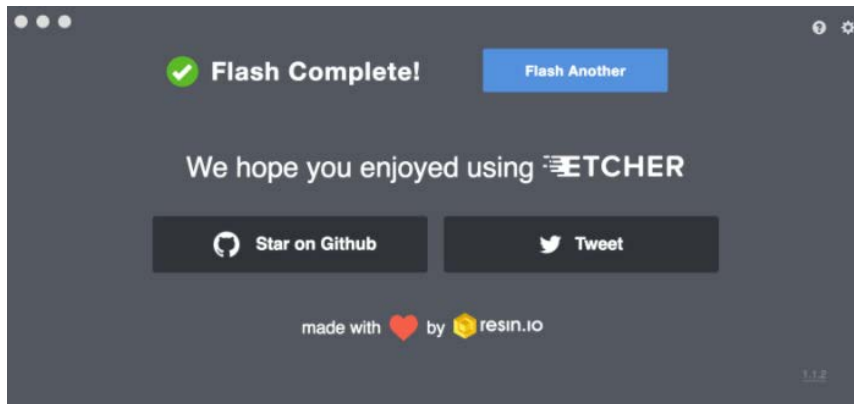 Flash Complete!
Flash Another
We hope you enjoyed using ETCHER
Star on Github
Tweet
made with by resin.io
1.1.2